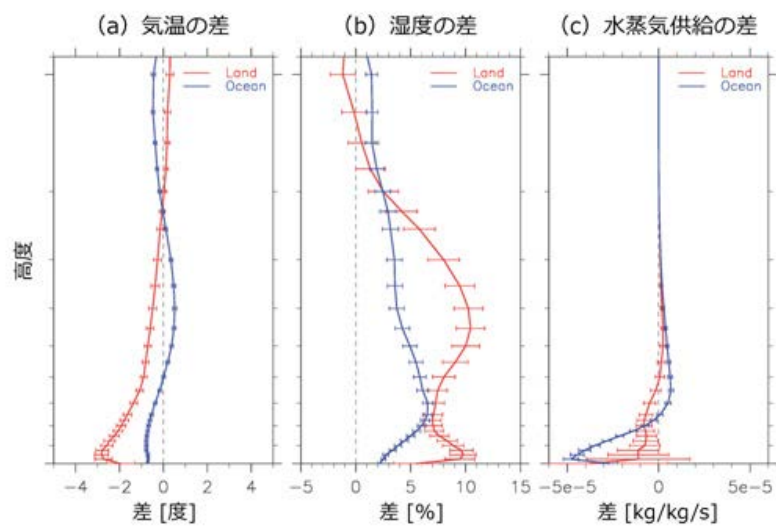 （a）気温の差
（b）湿度の差
（c）水蒸気供給の差
Land
Ocean
Land
Ocean
Land
Ocean
高度
−4 −2 0 2 4
−5 0 5 10 15
−5e−5 0 5e−5
差 [度]
差 [%]
差 [kg/kg/s]